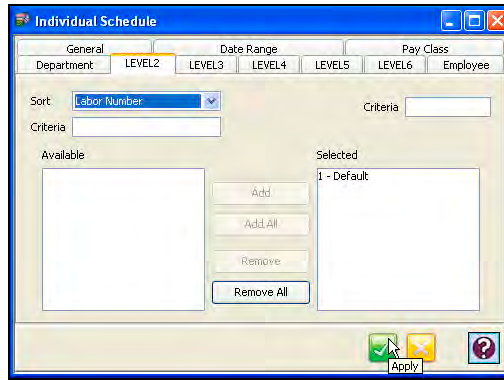 Individual Schedule
General Date Range Pay Class
Department LEVEL2 LEVEL3 LEVEL4 LEVEL5 LEVEL6 Employee
Sort Labor Number Criteria
Criteria
Available Selected
1 - Default
Add
Add All
Remove
Remove All
?
Apply